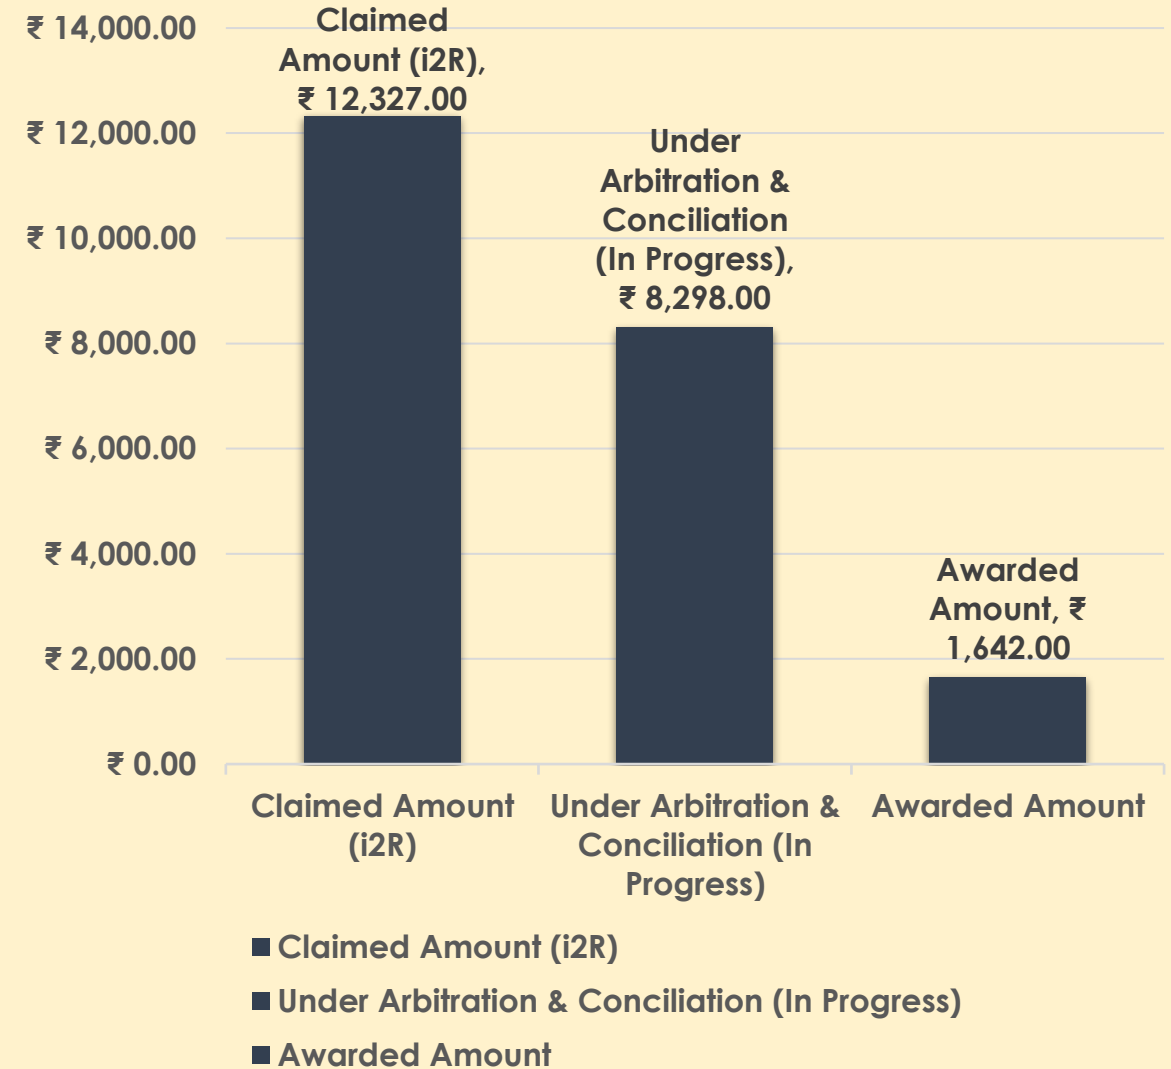 ₹ 14,000.00
₹ 12,000.00
₹ 10,000.00
₹ 8,000.00
₹ 6,000.00
₹ 4,000.00
₹ 2,000.00
₹ 0.00
Claimed
Amount (i2R),
₹ 12,327.00
Under
Arbitration &
Conciliation
(In Progress),
₹ 8,298.00
Awarded
Amount, ₹
1,642.00
Claimed Amount
(i2R)
Under Arbitration &
Conciliation (In
Progress)
Awarded Amount
Claimed Amount (i2R)
Under Arbitration & Conciliation (In Progress)
Awarded Amount